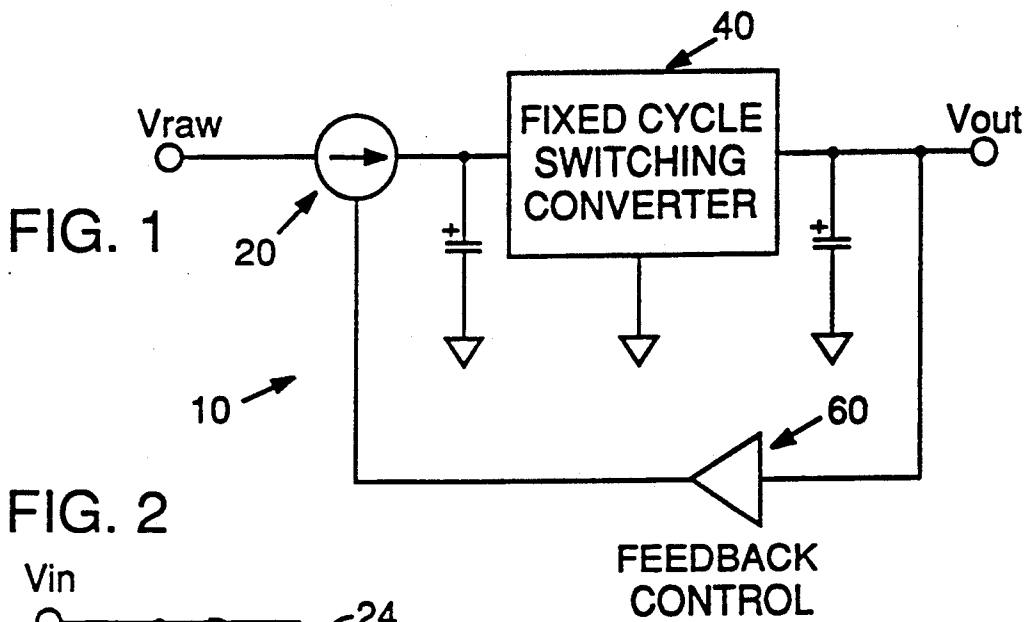 40
Vraw
FIXED CYCLE
SWITCHING
CONVERTER
Vout
FIG. 1
20
+
+
10
60
FIG. 2
FEEDBACK
CONTROL
Vin
24